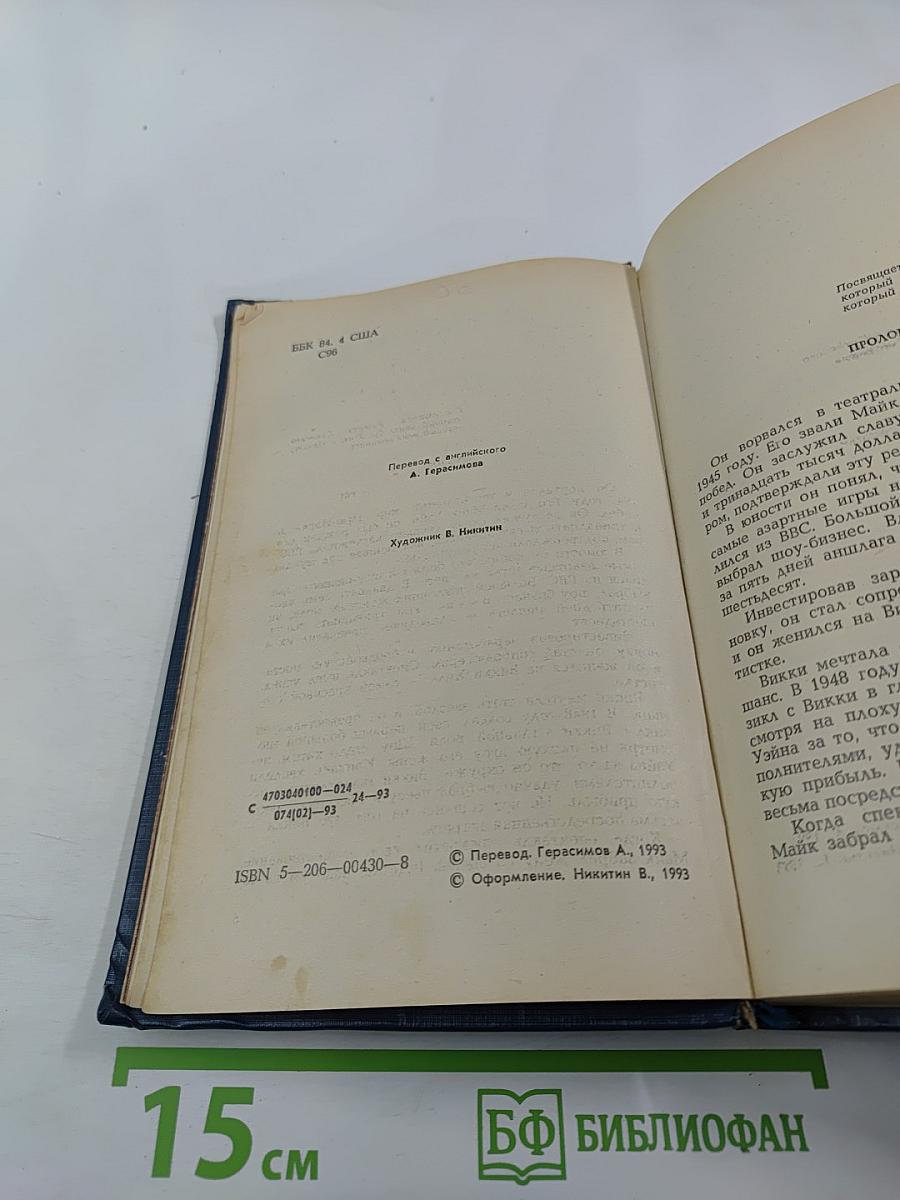 ББК 84. 4 США
С96
Перевод с английского
А. Герасимова
Художник В. Никитин
С 4703040100—024
074(02)—93 24—93
ISBN 5—206—00430—8
© Перевод. Герасимов А., 1993
© Оформление. Никитин В., 1993
Посвящает
который
который
ПРОЛО
Он ворвался в театраль
1945 году. Его звали Майк
побед. Он заслужил славу
и тринадцать тысяч долла
ром, подтверждали эту ре
В юности он понял, ч
самые азартные игры н
лился из ВВС. Большой
выбрал шоу-бизнес. В
за пять дней аншлага
шестьдесят.
Инвестировав зар
новку, он стал сопро
и он женился на Ви
тистке.
Викки мечтала
шанс. В 1948 году
зикл с Викки в гл
смотря на плоху
Уэйна за то, что
полнителями, уд
кую прибыль.
весьма посредс
Когда спек
Майк забрал
15 см
БФ БИБЛИОФАН